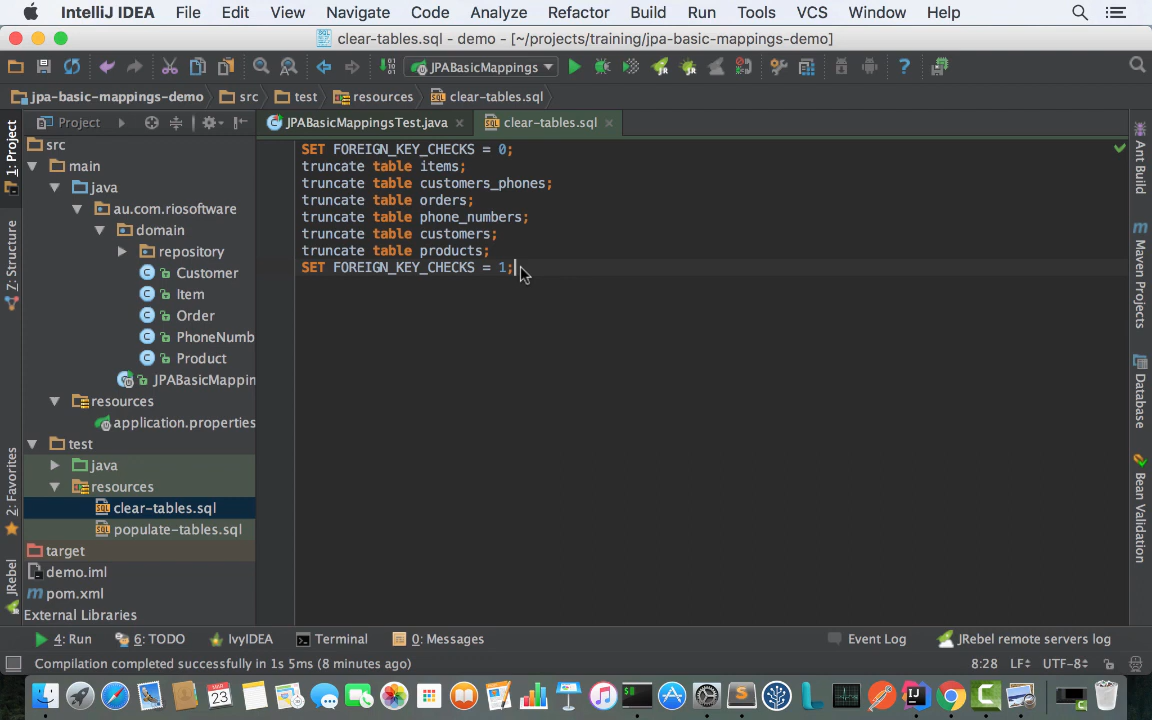 IntelliJ IDEA File Edit View Navigate Code Analyze Refactor Build Run Tools VCS Window Help
clear-tables.sql - demo - [~/projects/training/jpa-basic-mappings-demo]
JPABasicMappings
jpa-basic-mappings-demo src test resources clear-tables.sql
Project
JPABasicMappingsTest.java
clear-tables.sql
1: Project
Z: Structure
2: Favorites
JRebel
src
main
java
au.com.riosoftware
domain
repository
Customer
Item
Order
PhoneNumb
Product
JPABasicMappin
resources
application.properties
test
java
resources
clear-tables.sql
populate-tables.sql
target
demo.iml
pom.xml
External Libraries
SET FOREIGN_KEY_CHECKS = 0;
truncate table items;
truncate table customers_phones;
truncate table orders;
truncate table phone_numbers;
truncate table customers;
truncate table products;
SET FOREIGN_KEY_CHECKS = 1;
Ant Build
Maven Projects
Database
Bean Validation
4: Run 6: TODO IvyIDEA Terminal 0: Messages Event Log JRebel remote servers log
Compilation completed successfully in 1s 5ms (8 minutes ago) 8:28 LF UTF-8
23